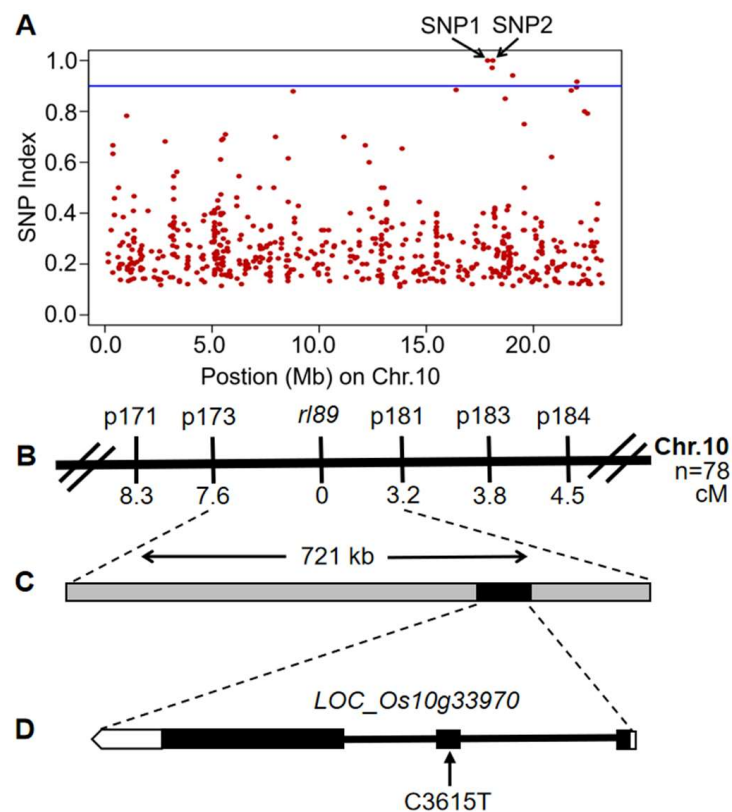 A
SNP1 SNP2
1.0
0.8
0.6
0.4
0.2
0.0
SNP Index
0.0 5.0 10.0 15.0 20.0
Postion (Mb) on Chr.10
p171 p173 rl89 p181 p183 p184
B
Chr.10
n=78
8.3 7.6 0 3.2 3.8 4.5 cM
721 kb
C
LOC_Os10g33970
D
C3615T